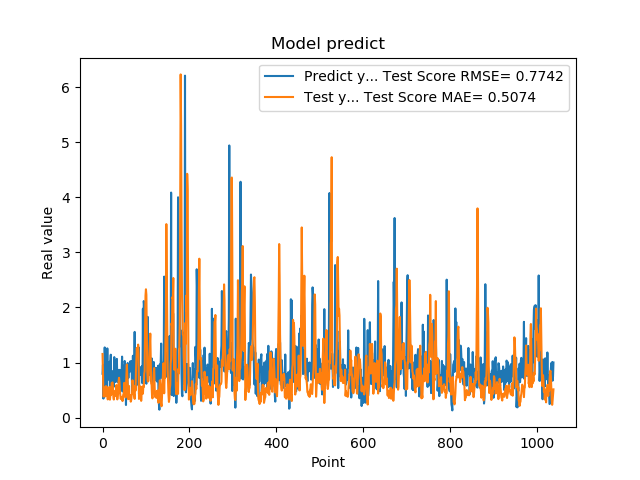 Model predict
Predict y... Test Score RMSE= 0.7742
Test y... Test Score MAE= 0.5074
Real value
6
5
4
3
2
1
0
0 200 400 600 800 1000
Point